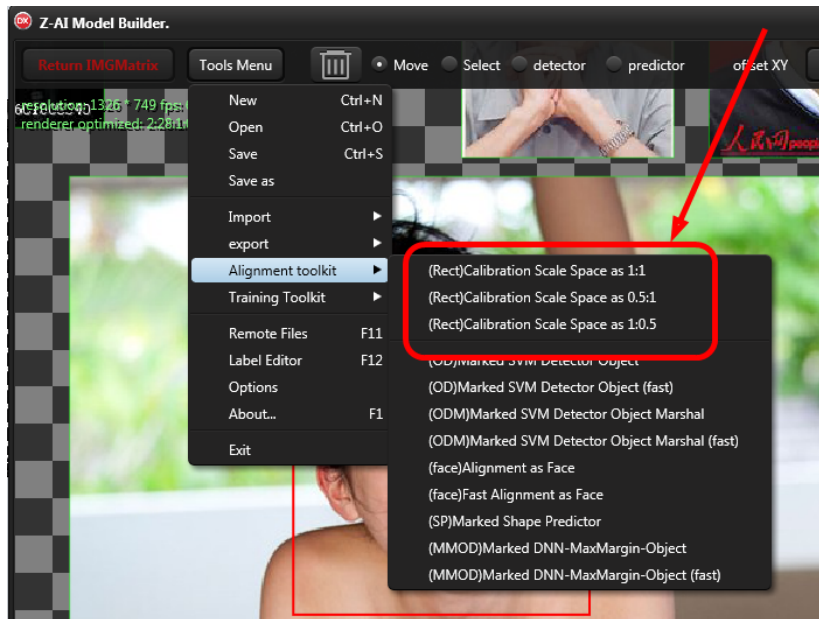 Z-AI Model Builder.
Return IMGMatrix
Tools Menu
Move
Select
detector
predictor
offset XY
resolution: 1326 * 749 fps:
renderer optimized: 2:28:1
New Ctrl+N
Open Ctrl+O
Save Ctrl+S
Save as
Import
export
Alignment toolkit
Training Toolkit
Remote Files F11
Label Editor F12
Options
About... F1
Exit
(Rect)Calibration Scale Space as 1:1
(Rect)Calibration Scale Space as 0.5:1
(Rect)Calibration Scale Space as 1:0.5
(OD)Marked SVM Detector Object
(OD)Marked SVM Detector Object (fast)
(ODM)Marked SVM Detector Object Marshal
(ODM)Marked SVM Detector Object Marshal (fast)
(face)Alignment as Face
(face)Fast Alignment as Face
(SP)Marked Shape Predictor
(MMOD)Marked DNN-MaxMargin-Object
(MMOD)Marked DNN-MaxMargin-Object (fast)
人民网 people